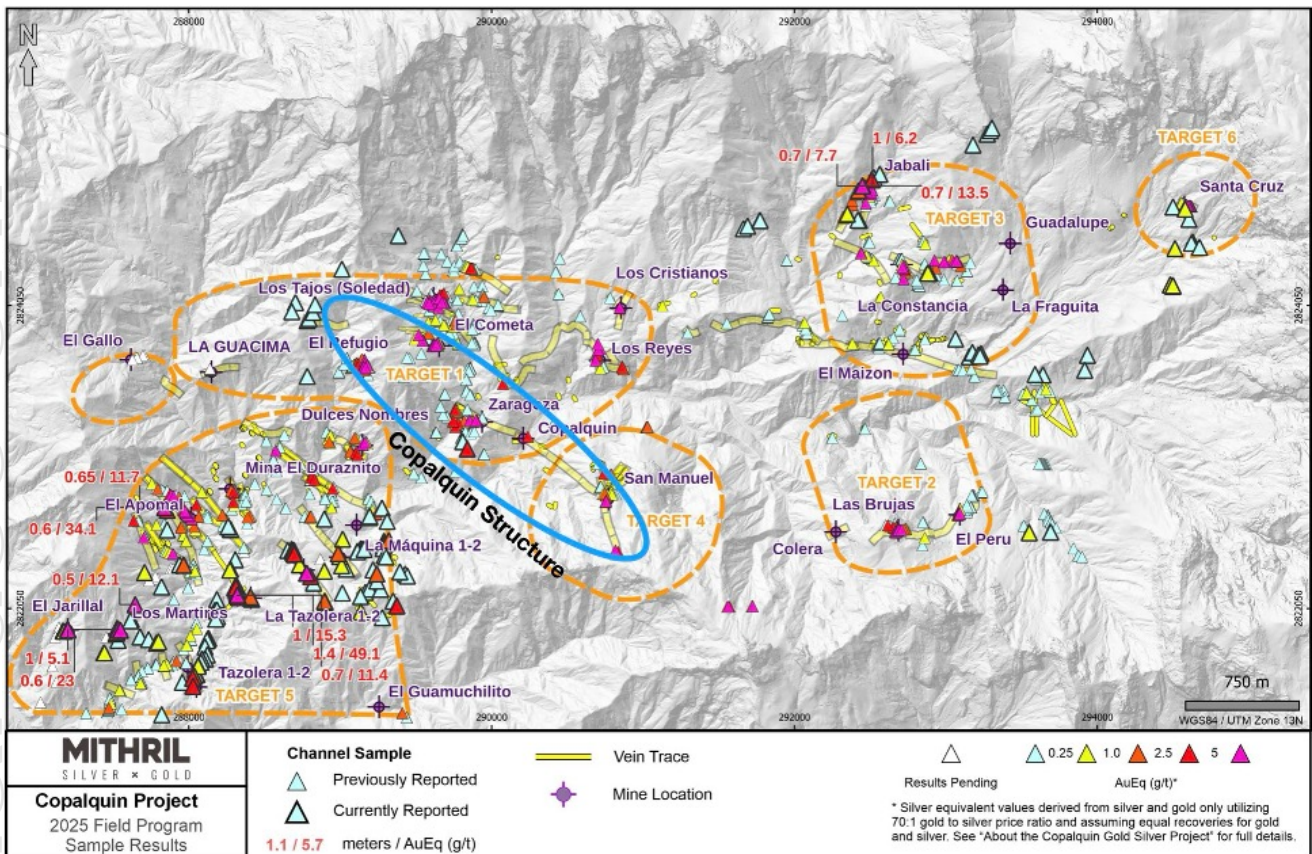 288000
290000
292000
294000
N
TARGET 6
1 / 6.2
0.7 / 7.7
Jabali
Santa Cruz
0.7 / 13.5
TARGET 3
Guadalupe
Los Cristianos
Los Tajos (Soledad)
2824050
2824050
La Constancia
La Fraguita
El Gallo
LA GUACIMA
El Refugio
El Cometa
Los Reyes
TARGET 1
El Maizon
Zaragoza
Dulces Nombres
Copalquin
Copalquin Structure
Mina El Duraznito
0.65 / 11.7
San Manuel
TARGET 2
El Apomal
Las Brujas
0.6 / 34.1
TARGET 4
El Peru
Colera
La Máquina 1-2
0.5 / 12.1
El Jarillal
Los Martires
La Tazolera 1-2
2822050
2822050
1 / 15.3
1 / 5.1
1.4 / 49.1
0.6 / 23
0.7 / 11.4
Tazolera 1-2
TARGET 5
El Guamuchilito
750 m
WGS84 / UTM Zone 13N
288000
290000
292000
294000
MITHRIL
SILVER × GOLD
Copalquin Project
2025 Field Program
Sample Results
Channel Sample
Previously Reported
Currently Reported
1.1 / 5.7 meters / AuEq (g/t)
Vein Trace
Mine Location
0.25 1.0 2.5 5
Results Pending
AuEq (g/t)*
* Silver equivalent values derived from silver and gold only utilizing
70:1 gold to silver price ratio and assuming equal recoveries for gold
and silver. See "About the Copalquin Gold Silver Project" for full details.